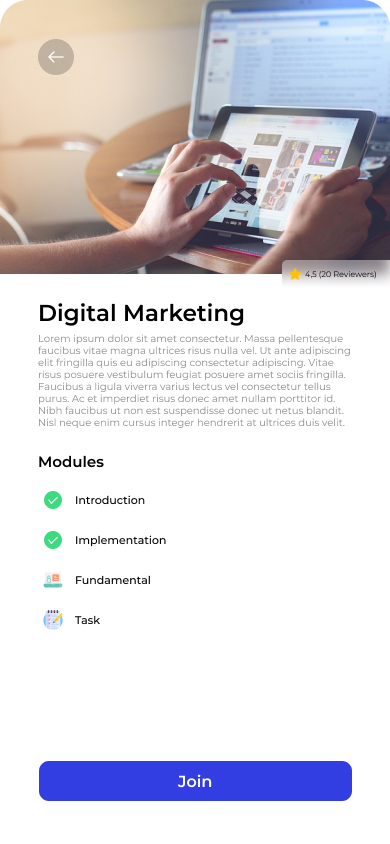 4,5 (20 Reviewers)
Digital Marketing
Lorem ipsum dolor sit amet consectetur. Massa pellentesque
faucibus vitae magna ultrices risus nulla vel. Ut ante adipiscing
elit fringilla quis eu adipiscing consectetur adipiscing. Vitae
risus posuere vestibulum feugiat posuere amet sociis fringilla.
Faucibus a ligula viverra varius lectus vel consectetur tellus
purus. Ac et imperdiet risus donec amet nullam porttitor id.
Nibh faucibus ut non est suspendisse donec ut netus blandit.
Nisl neque enim cursus integer hendrerit at ultrices duis velit.
Modules
Introduction
Implementation
Fundamental
Task
Join